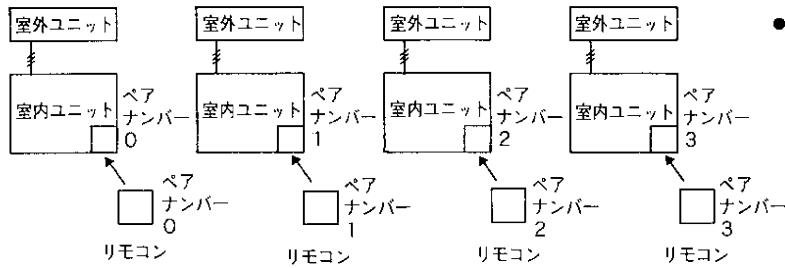 室外ユニット
室外ユニット
室外ユニット
室外ユニット
室内ユニット
ペア
ナンバー
0
室内ユニット
ペア
ナンバー
1
室内ユニット
ペア
ナンバー
2
室内ユニット
ペア
ナンバー
3
ペア
ナンバー
0
リモコン
ペア
ナンバー
1
リモコン
ペア
ナンバー
2
リモコン
ペア
ナンバー
3
リモコン